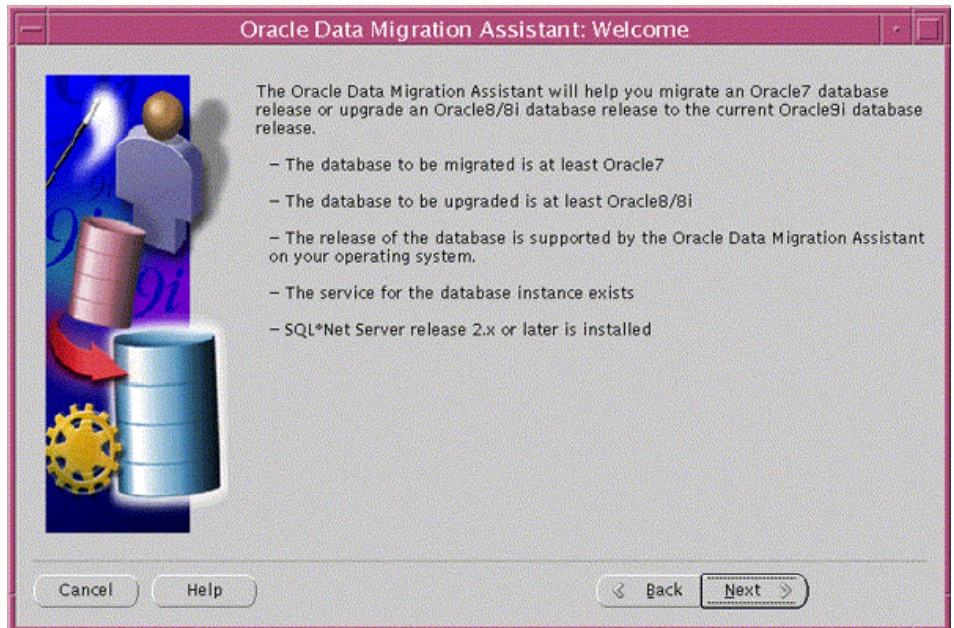 Oracle Data Migration Assistant: Welcome
The Oracle Data Migration Assistant will help you migrate an Oracle7 database
release or upgrade an Oracle8/8i database release to the current Oracle9i database
release.
– The database to be migrated is at least Oracle7
– The database to be upgraded is at least Oracle8/8i
– The release of the database is supported by the Oracle Data Migration Assistant
on your operating system.
– The service for the database instance exists
– SQL*Net Server release 2.x or later is installed
9i
9i
9i
Cancel
Help
Back
Next